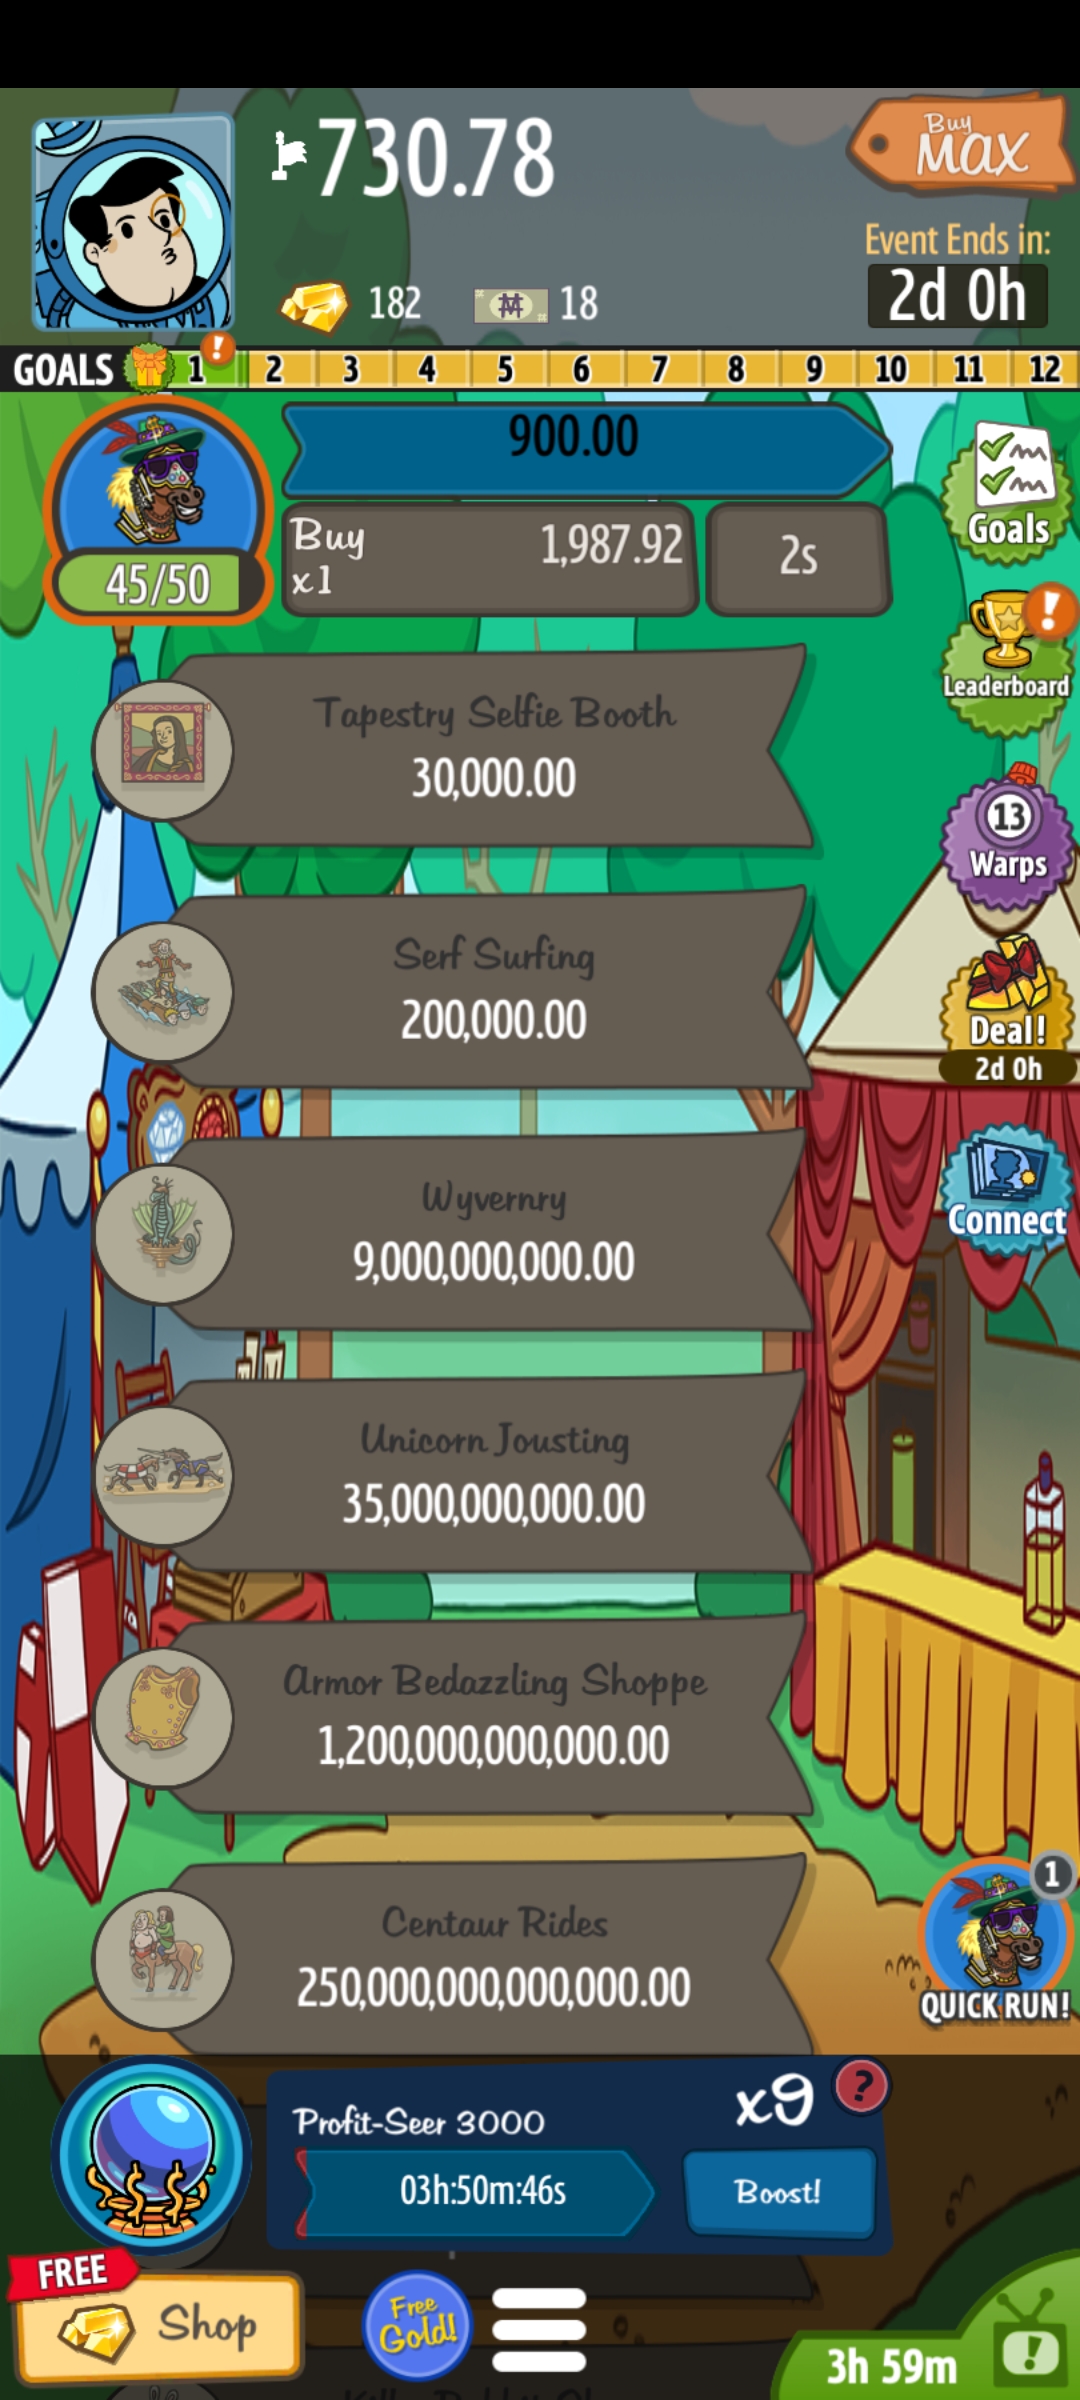 730.78
Buy
MAX
Event Ends in:
182
18
2d 0h
GOALS 1 ! 2 3 4 5 6 7 8 9 10 11 12
900.00
45/50
Buy
x1
1,987.92
2s
Goals
!
Leaderboard
Tapestry Selfie Booth
30,000.00
13
Warps
Serf Surfing
200,000.00
Deal!
2d 0h
Wyvernry
9,000,000,000.00
Connect
Unicorn Jousting
35,000,000,000.00
Armor Bedazzling Shoppe
1,200,000,000,000.00
1
Centaur Rides
250,000,000,000,000.00
QUICK RUN!
Profit-Seer 3000
x9
?
03h:50m:46s
Boost!
FREE
Shop
Free
Gold!
3h 59m
!